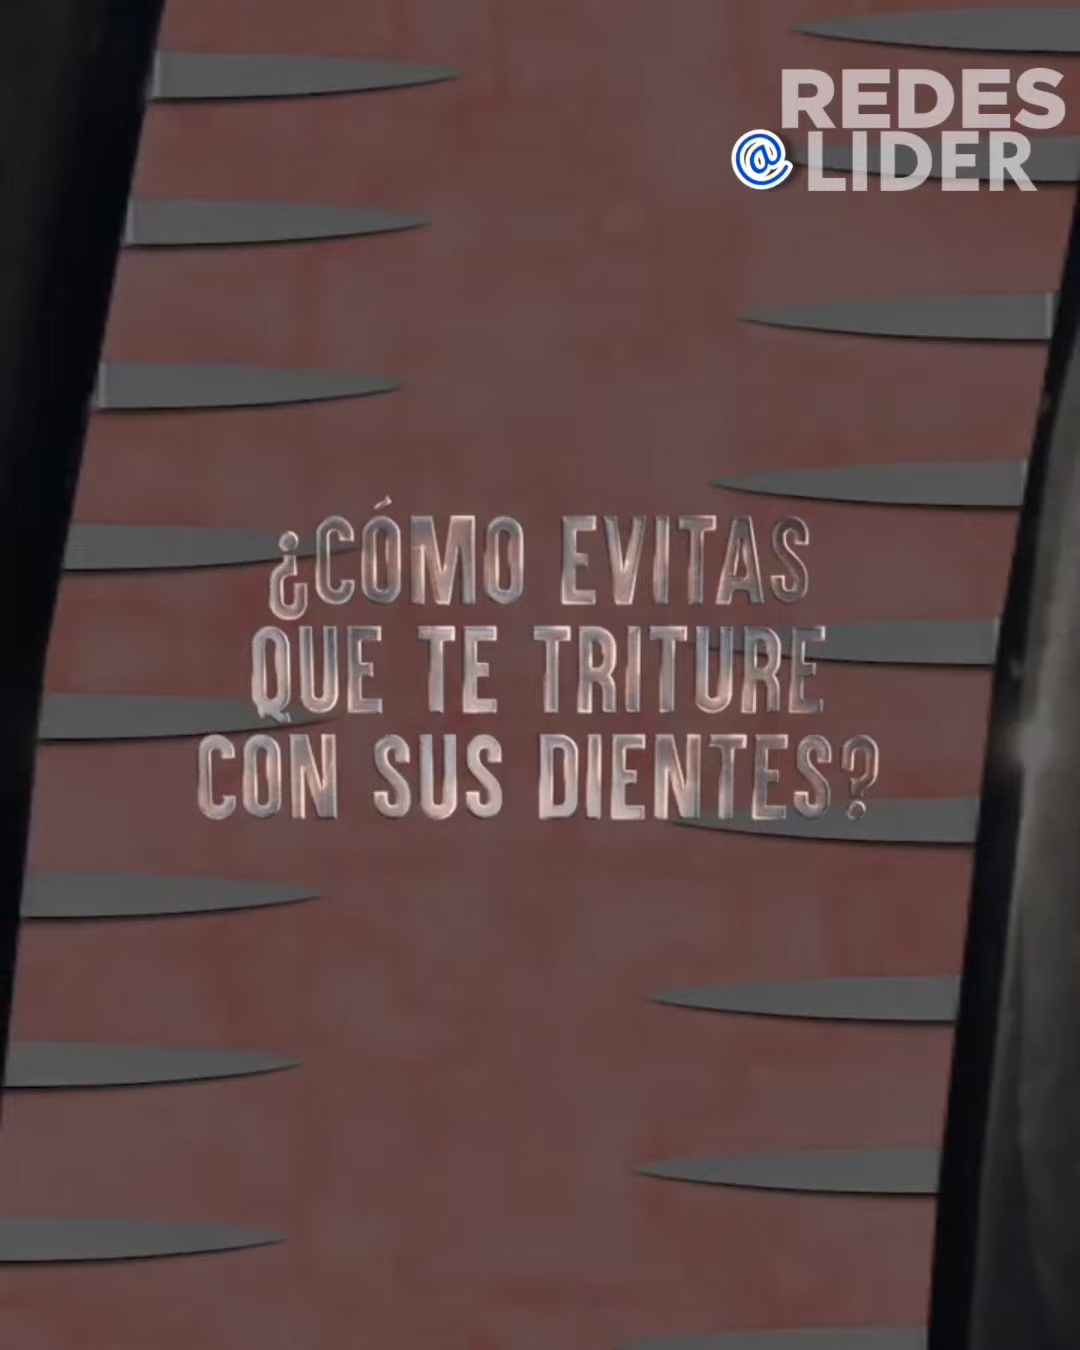 REDES
@LIDER
¿CÓMO EVITAS
QUE TE TRITURE
CON SUS DIENTES?